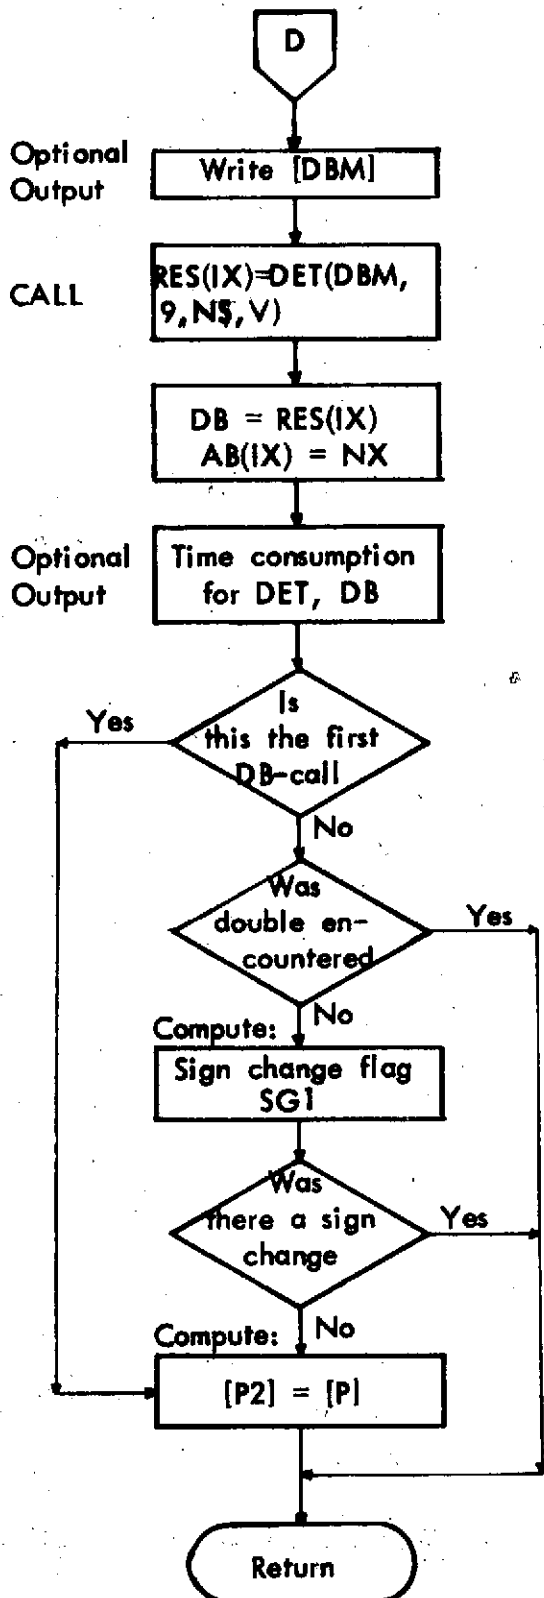 D
Optional
Output
Write [DBM]
CALL
RES(IX)=DET(DBM,
9,N$,V)
DB = RES(IX)
AB(IX) = NX
Optional
Output
Time consumption
for DET, DB
Is
this the first
DB-call
Yes
No
Was
double en-
countered
Yes
No
Compute:
Sign change flag
SG1
Was
there a sign
change
Yes
No
Compute:
[P2] = [P]
Return